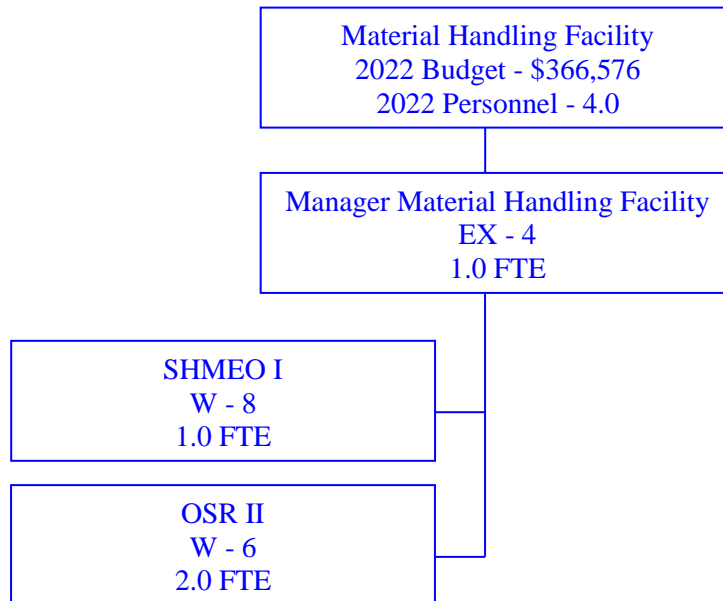 Material Handling Facility
2022 Budget - $366,576
2022 Personnel - 4.0
Manager Material Handling Facility
EX - 4
1.0 FTE
SHMEO I
W - 8
1.0 FTE
OSR II
W - 6
2.0 FTE